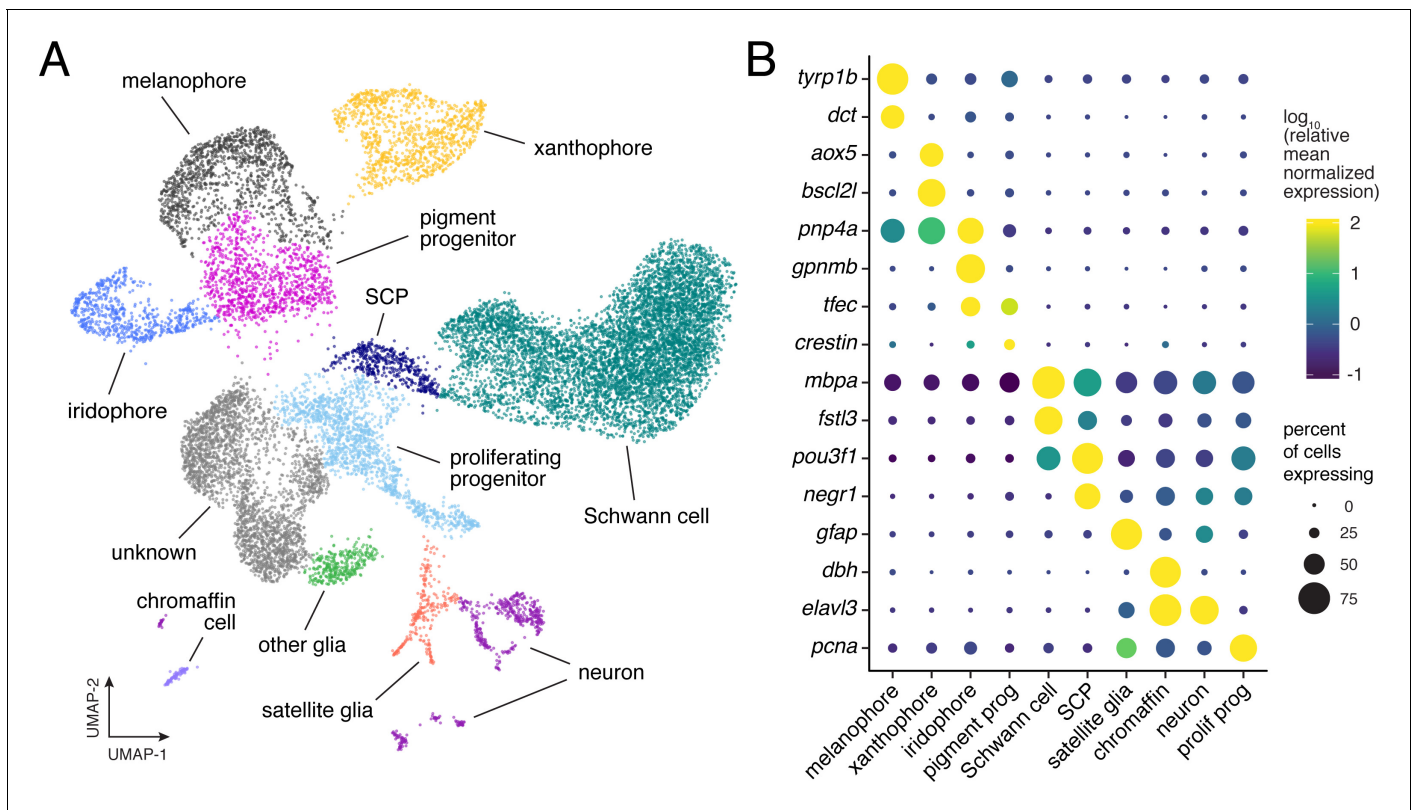 A
melanophore
xanthophore
pigment
progenitor
SCP
iridophore
proliferating
progenitor
Schwann cell
unknown
chromaffin
cell
other glia
neuron
satellite glia
UMAP-2
UMAP-1
B
tyrp1b
dct
aox5
bscl2l
pnp4a
gpnmb
tfec
crestin
mbpa
fstl3
pou3f1
negr1
gfap
dbh
elavl3
pcna
melanophore
xanthophore
iridophore
pigment prog
Schwann cell
SCP
satellite glia
chromaffin
neuron
prolif prog
log10
(relative
mean
normalized
expression)
2
1
0
-1
percent
of cells
expressing
0
25
50
75